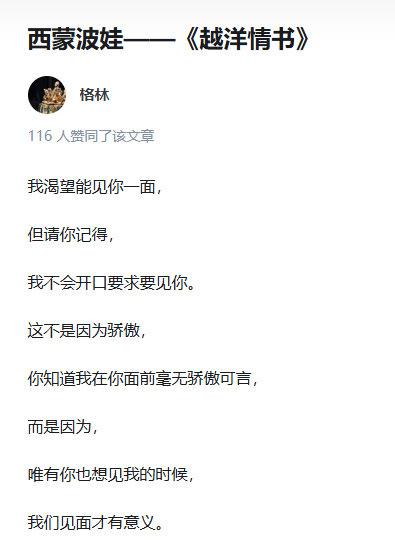 西蒙波娃——《越洋情书》
格林
116 人赞同了该文章
我渴望能见你一面，
但请你记得，
我不会开口要求要见你。
这不是因为骄傲，
你知道我在你面前毫无骄傲可言，
而是因为，
唯有你也想见我的时候，
我们见面才有意义。